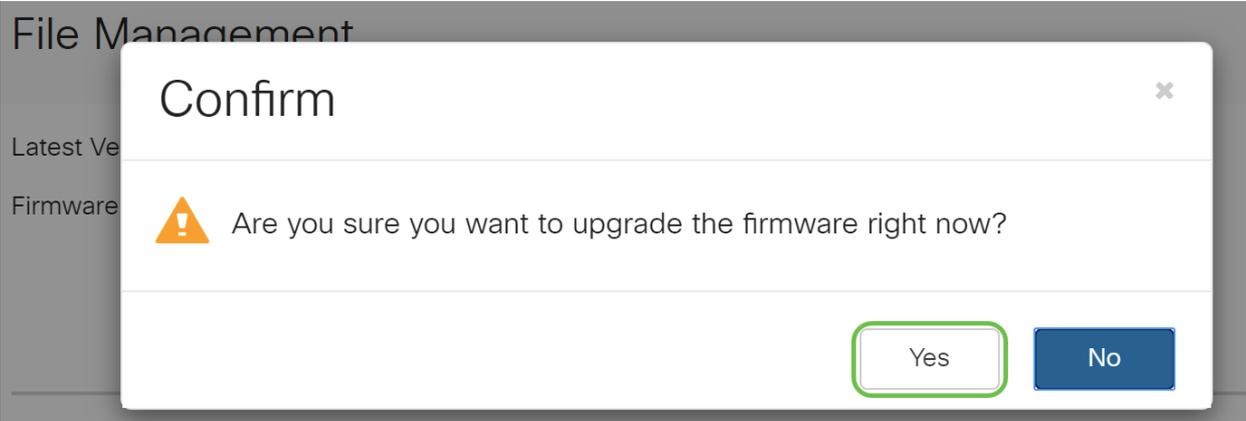 File Management
Confirm
Latest Ve
Firmware
Are you sure you want to upgrade the firmware right now?
Yes
No